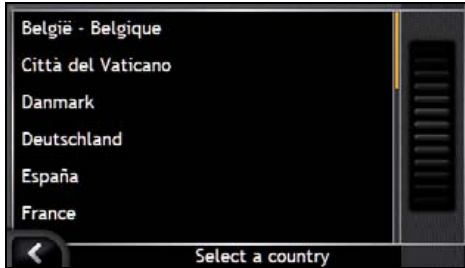 België - Belgique
Città del Vaticano
Danmark
Deutschland
España
France
Select a country